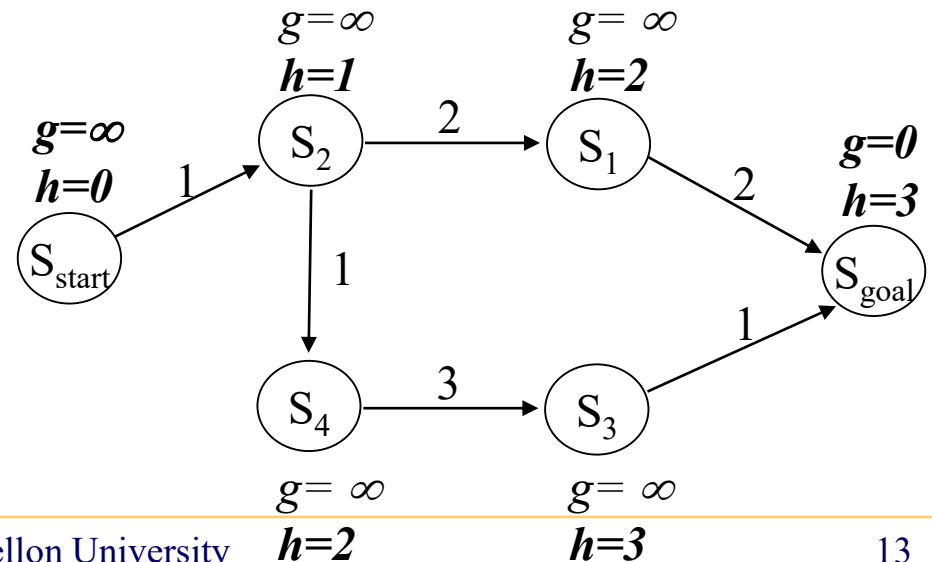 g=∞
h=1
g= ∞
h=2
g=∞
h=0
g=0
h=3
S2
2
S1
1
2
Sstart
1
Sgoal
1
S4
3
S3
g= ∞
h=2
g= ∞
h=3
ellon University
13